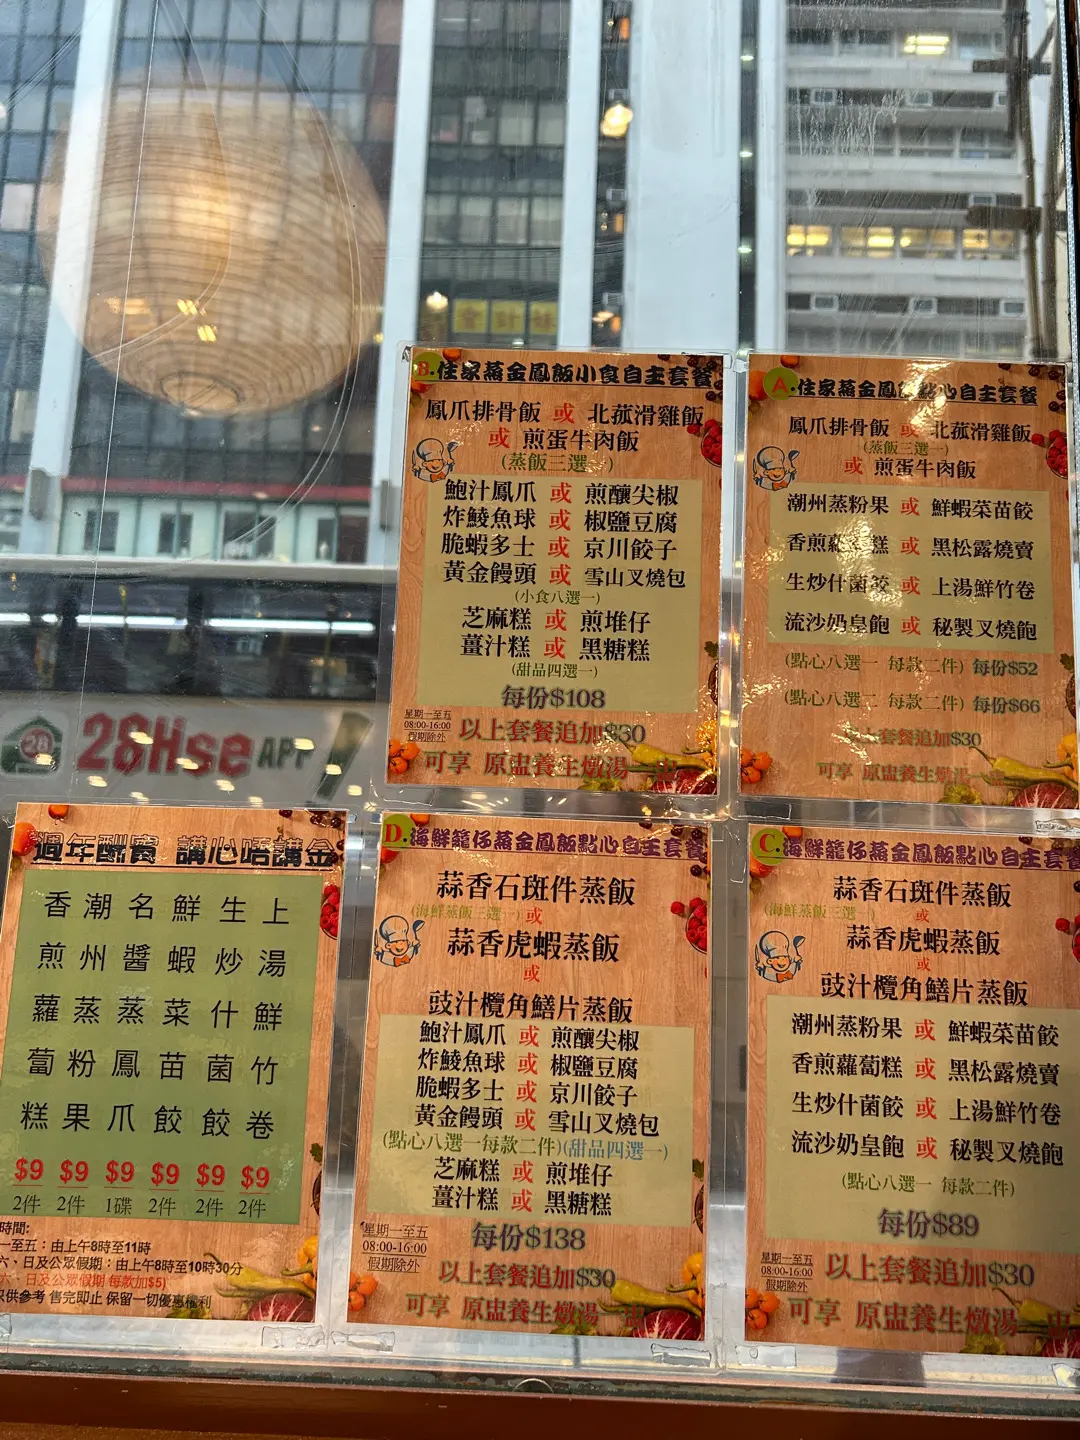 B.住家蒸金鳳飯小食自主套餐
鳳爪排骨飯 或 北菰滑雞飯
或 煎蛋牛肉飯
(蒸飯三選一)
鮑汁鳳爪 或 煎釀尖椒
炸鯪魚球 或 椒鹽豆腐
脆蝦多士 或 京川餃子
黃金饅頭 或 雪山叉燒包
(小食八選一)
芝麻糕 或 煎堆仔
薑汁糕 或 黑糖糕
(甜品四選一)
每份$108
星期一至五
08:00-16:00
假期除外
以上套餐追加$30
可享 原盅養生燉湯一盅
A.住家蒸金鳳飯點心自主套餐
鳳爪排骨飯 或 北菰滑雞飯
(蒸飯三選一)
或 煎蛋牛肉飯
潮州蒸粉果 或 鮮蝦菜苗餃
香煎蘿蔔糕 或 黑松露燒賣
生炒什菌餃 或 上湯鮮竹卷
流沙奶皇飽 或 秘製叉燒飽
(點心八選一 每款二件) 每份$52
(點心八選二 每款二件) 每份$66
以上套餐追加$30
可享 原盅養生燉湯一盅
28Hse APP
週年酬賓 講心唔講金
香 潮 名 鮮 生 上
煎 州 醬 蝦 炒 湯
蘿 蒸 蒸 菜 什 鮮
蔔 粉 鳳 苗 菌 竹
糕 果 爪 餃 餃 卷
$9 $9 $9 $9 $9 $9
2件 2件 1碟 2件 2件 2件
時間:
一至五：由上午8時至11時
六、日及公眾假期：由上午8時至10時30分
六、日及公眾假期 每款加$5)
只供參考 售完即止 保留一切優惠權利
D.海鮮籠仔蒸金鳳飯點心自主套餐
蒜香石斑件蒸飯
(海鮮蒸飯三選一) 或
蒜香虎蝦蒸飯
或
豉汁欖角鱔片蒸飯
鮑汁鳳爪 或 煎釀尖椒
炸鯪魚球 或 椒鹽豆腐
脆蝦多士 或 京川餃子
黃金饅頭 或 雪山叉燒包
(點心八選一每款二件)(甜品四選一)
芝麻糕 或 煎堆仔
薑汁糕 或 黑糖糕
每份$138
星期一至五
08:00-16:00
假期除外
以上套餐追加$30
可享 原盅養生燉湯一盅
C.海鮮籠仔蒸金鳳飯點心自主套餐
蒜香石斑件蒸飯
(海鮮蒸飯三選一) 或
蒜香虎蝦蒸飯
或
豉汁欖角鱔片蒸飯
潮州蒸粉果 或 鮮蝦菜苗餃
香煎蘿蔔糕 或 黑松露燒賣
生炒什菌餃 或 上湯鮮竹卷
流沙奶皇飽 或 秘製叉燒飽
(點心八選一 每款二件)
每份$89
星期一至五
08:00-16:00
假期除外
以上套餐追加$30
可享 原盅養生燉湯一盅